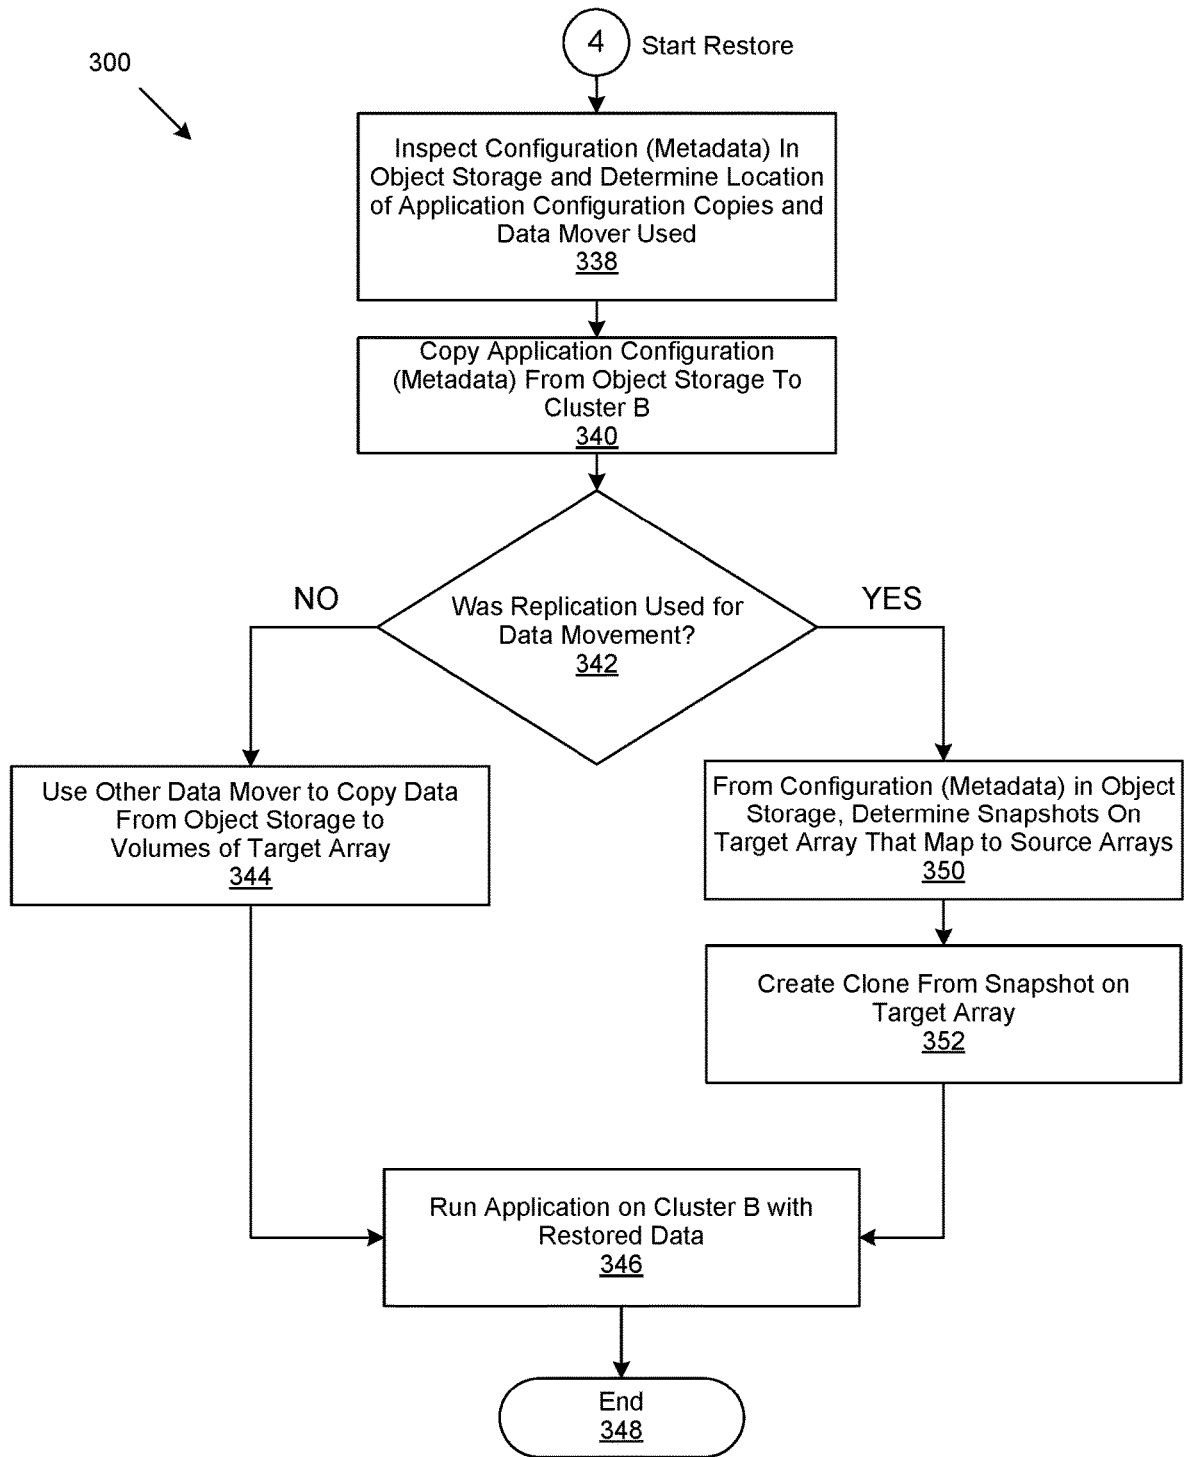 300
4
Start Restore
Inspect Configuration (Metadata) In
Object Storage and Determine Location
of Application Configuration Copies and
Data Mover Used
338
Copy Application Configuration
(Metadata) From Object Storage To
Cluster B
340
Was Replication Used for
Data Movement?
342
NO
YES
Use Other Data Mover to Copy Data
From Object Storage to
Volumes of Target Array
344
From Configuration (Metadata) in Object
Storage, Determine Snapshots On
Target Array That Map to Source Arrays
350
Create Clone From Snapshot on
Target Array
352
Run Application on Cluster B with
Restored Data
346
End
348